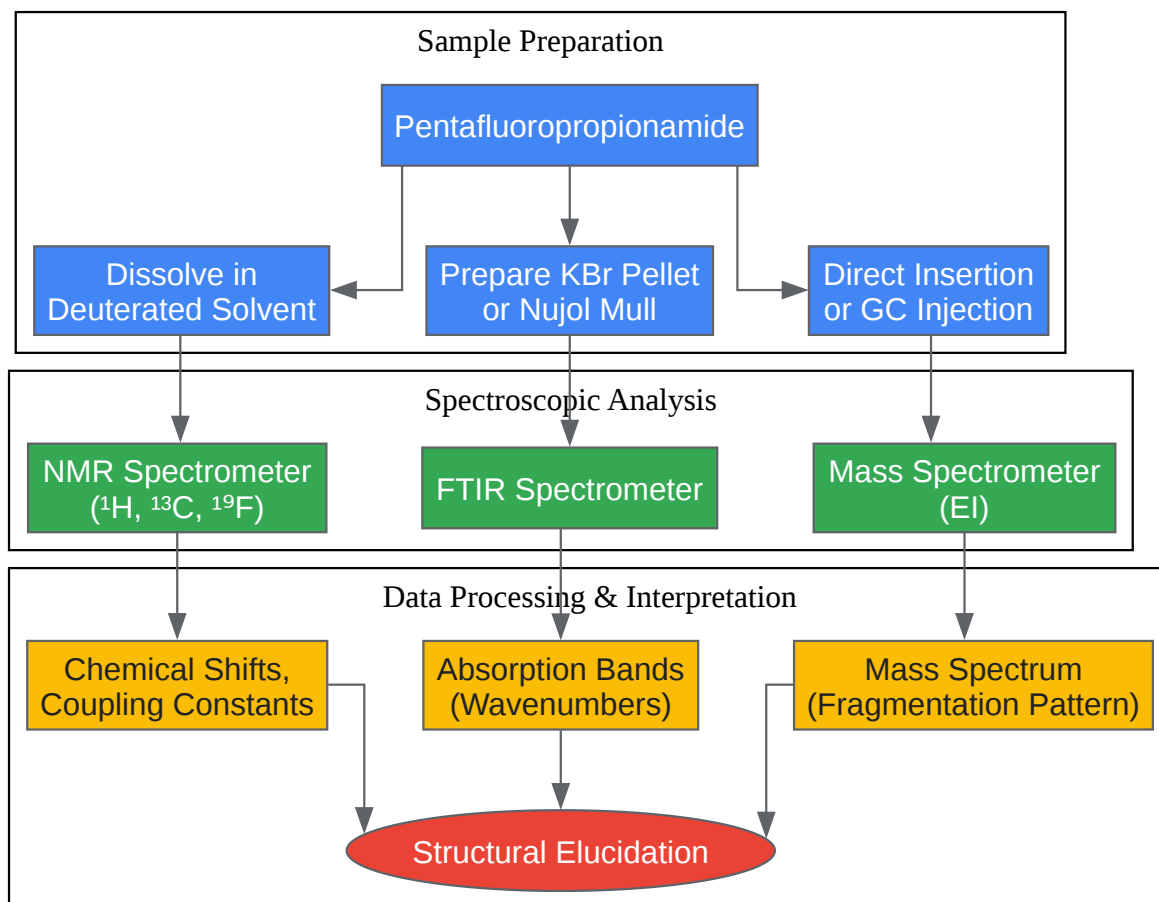 Sample Preparation
Pentafluoropropionamide
Dissolve in
Deuterated Solvent
Prepare KBr Pellet
or Nujol Mull
Direct Insertion
or GC Injection
Spectroscopic Analysis
NMR Spectrometer
(¹H, ¹³C, ¹⁹F)
FTIR Spectrometer
Mass Spectrometer
(EI)
Data Processing & Interpretation
Chemical Shifts,
Coupling Constants
Absorption Bands
(Wavenumbers)
Mass Spectrum
(Fragmentation Pattern)
Structural Elucidation